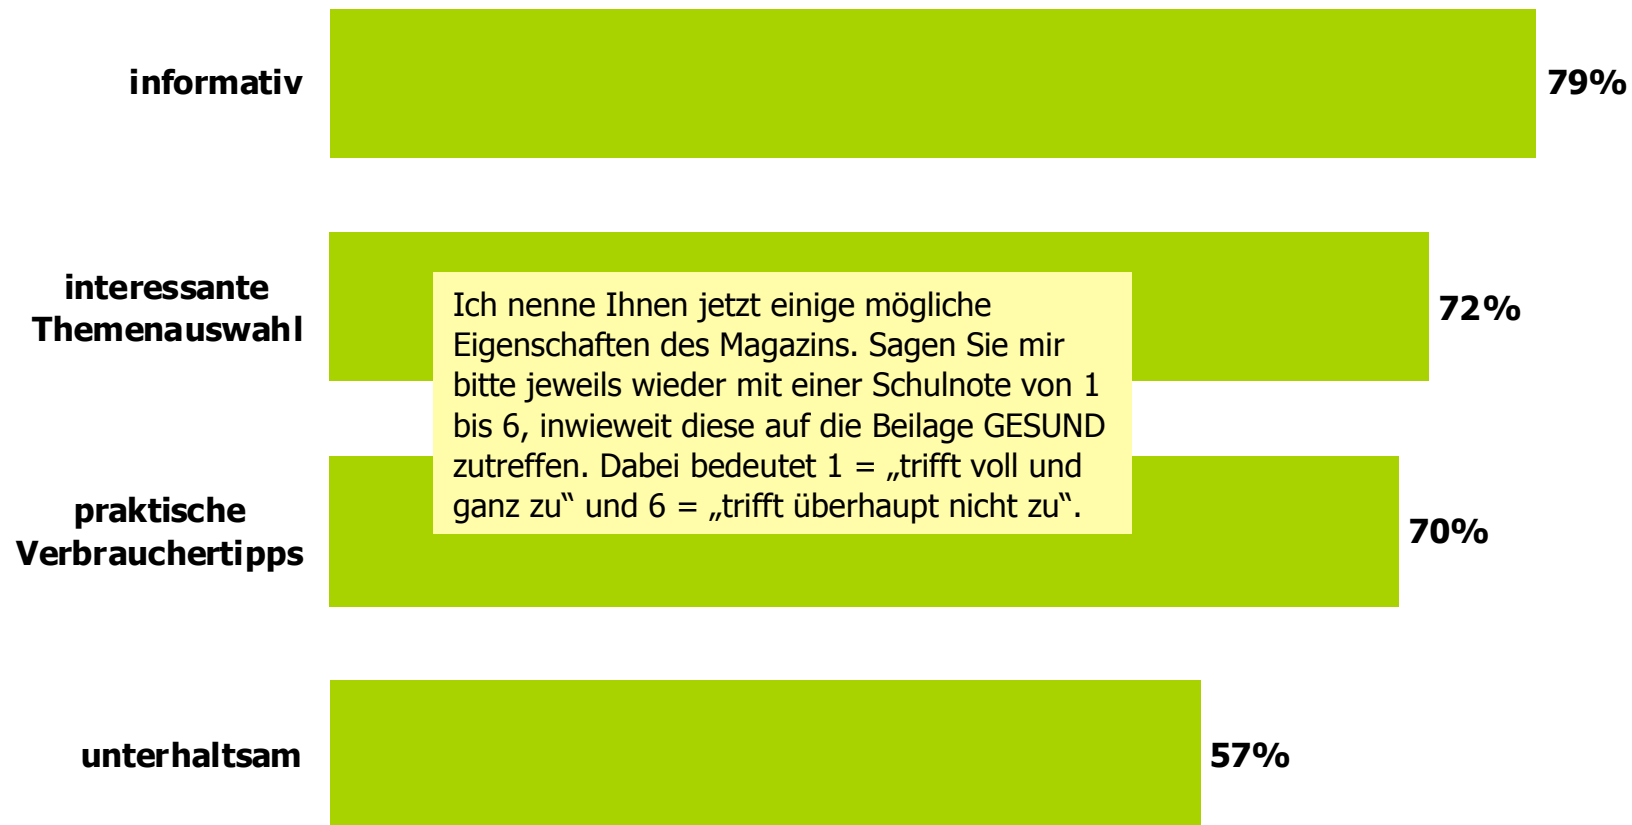 informativ
79%
interessante
Themenauswahl
72%
Ich nenne Ihnen jetzt einige mögliche
Eigenschaften des Magazins. Sagen Sie mir
bitte jeweils wieder mit einer Schulnote von 1
bis 6, inwieweit diese auf die Beilage GESUND
zutreffen. Dabei bedeutet 1 = „trifft voll und
ganz zu“ und 6 = „trifft überhaupt nicht zu“.
praktische
Verbrauchertipps
70%
unterhaltsam
57%